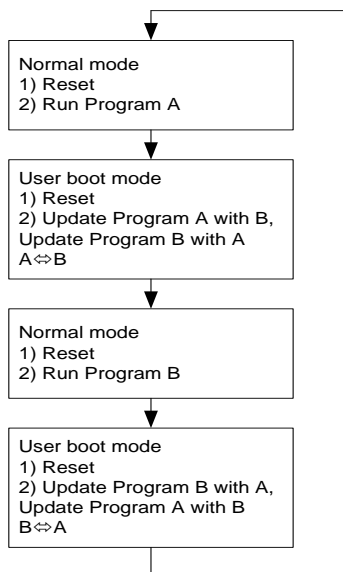 Normal mode
1) Reset
2) Run Program A
User boot mode
1) Reset
2) Update Program A with B,
Update Program B with A
A⇔B
Normal mode
1) Reset
2) Run Program B
User boot mode
1) Reset
2) Update Program B with A,
Update Program A with B
B⇔A